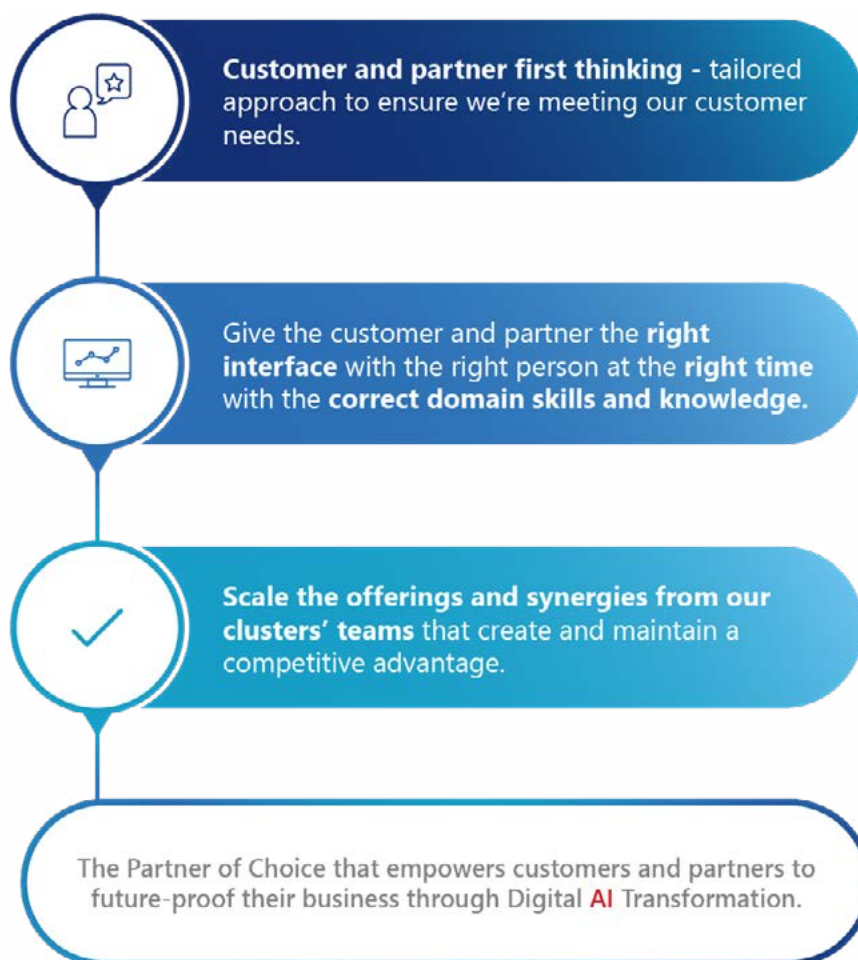 Customer and partner first thinking - tailored
approach to ensure we're meeting our customer
needs.
Give the customer and partner the right
interface with the right person at the right time
with the correct domain skills and knowledge.
Scale the offerings and synergies from our
clusters' teams that create and maintain a
competitive advantage.
The Partner of Choice that empowers customers and partners to
future-proof their business through Digital AI Transformation.